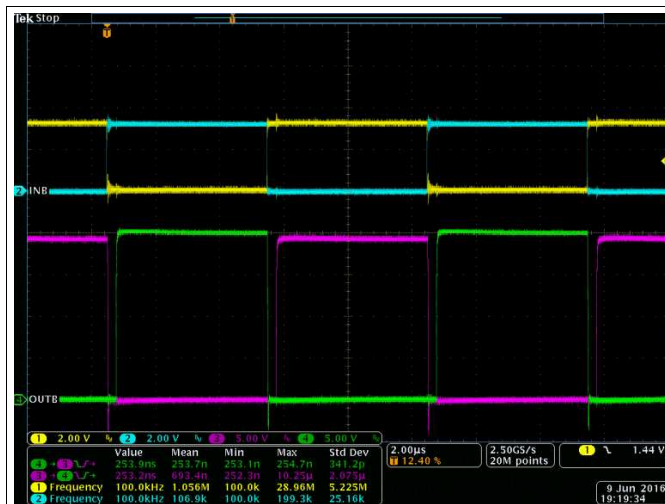 Tek Stop
T
T
2 INB
4 OUTB
1 2.00 V 2 2.00 V 3 5.00 V 4 5.00 V
Value Mean Min Max Std Dev
4 → 3 253.9ns 253.7n 253.1n 254.7n 341.2p
3 → 4 253.2ns 693.4n 252.3n 10.25µ 2.075µ
1 Frequency 100.0kHz 1.056M 100.0k 28.96M 5.225M
2 Frequency 100.0kHz 106.9k 100.0k 199.3k 25.16k
2.00µs
T 12.40 %
2.50GS/s
20M points
1 1.44 V
9 Jun 2016
19:19:34